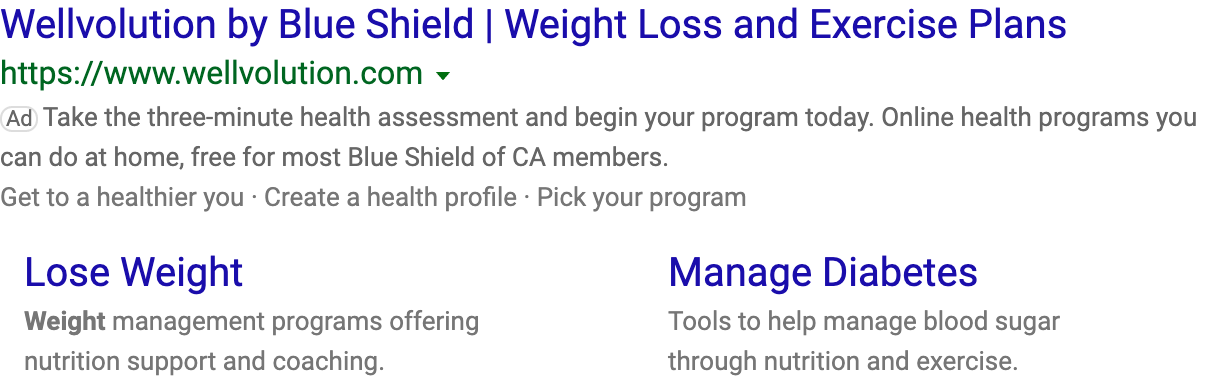 Wellvolution by Blue Shield | Weight Loss and Exercise Plans
https://www.wellvolution.com
Ad Take the three-minute health assessment and begin your program today. Online health programs you
can do at home, free for most Blue Shield of CA members.
Get to a healthier you · Create a health profile · Pick your program
Lose Weight
Weight management programs offering
nutrition support and coaching.
Manage Diabetes
Tools to help manage blood sugar
through nutrition and exercise.